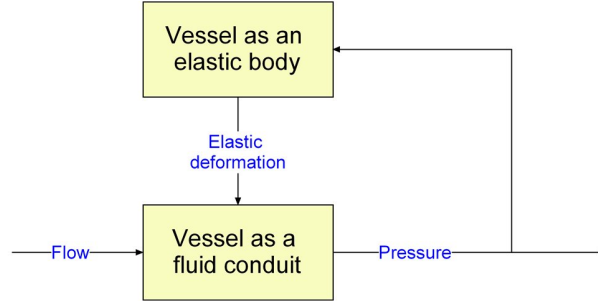 Vessel as an
elastic body
Elastic
deformation
Flow
Vessel as a
fluid conduit
Pressure